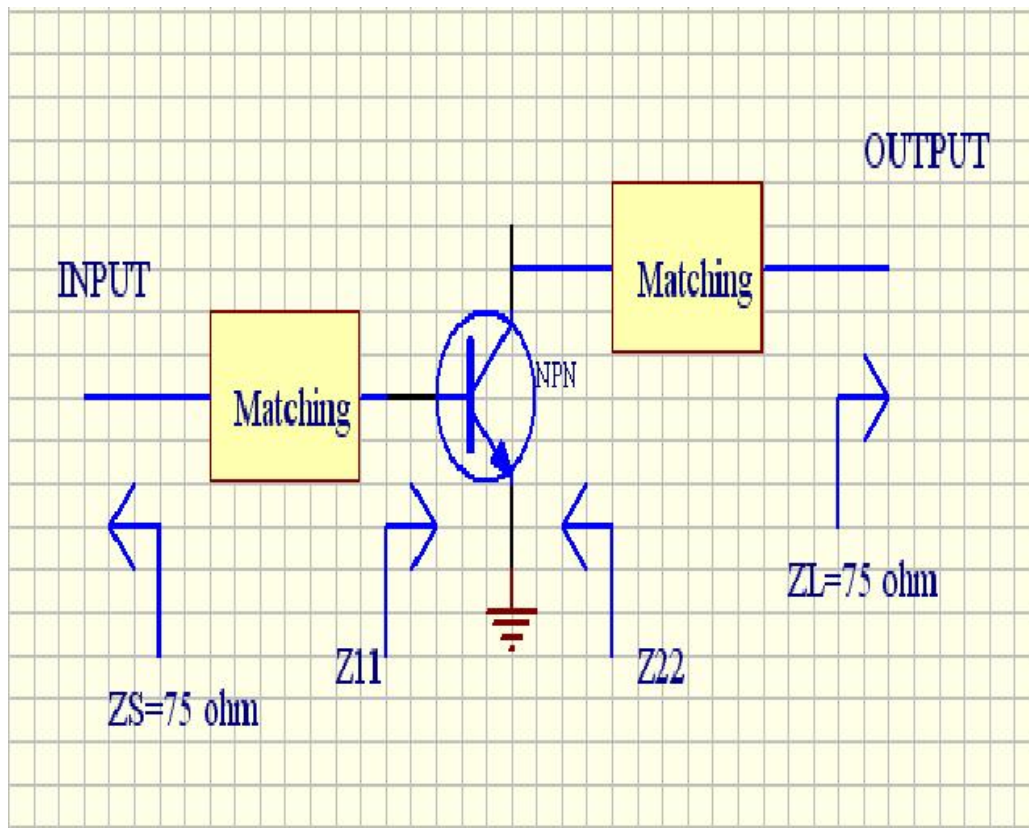 OUTPUT
INPUT
Matching
NPN
Matching
ZL=75 ohm
Z11
Z22
ZS=75 ohm